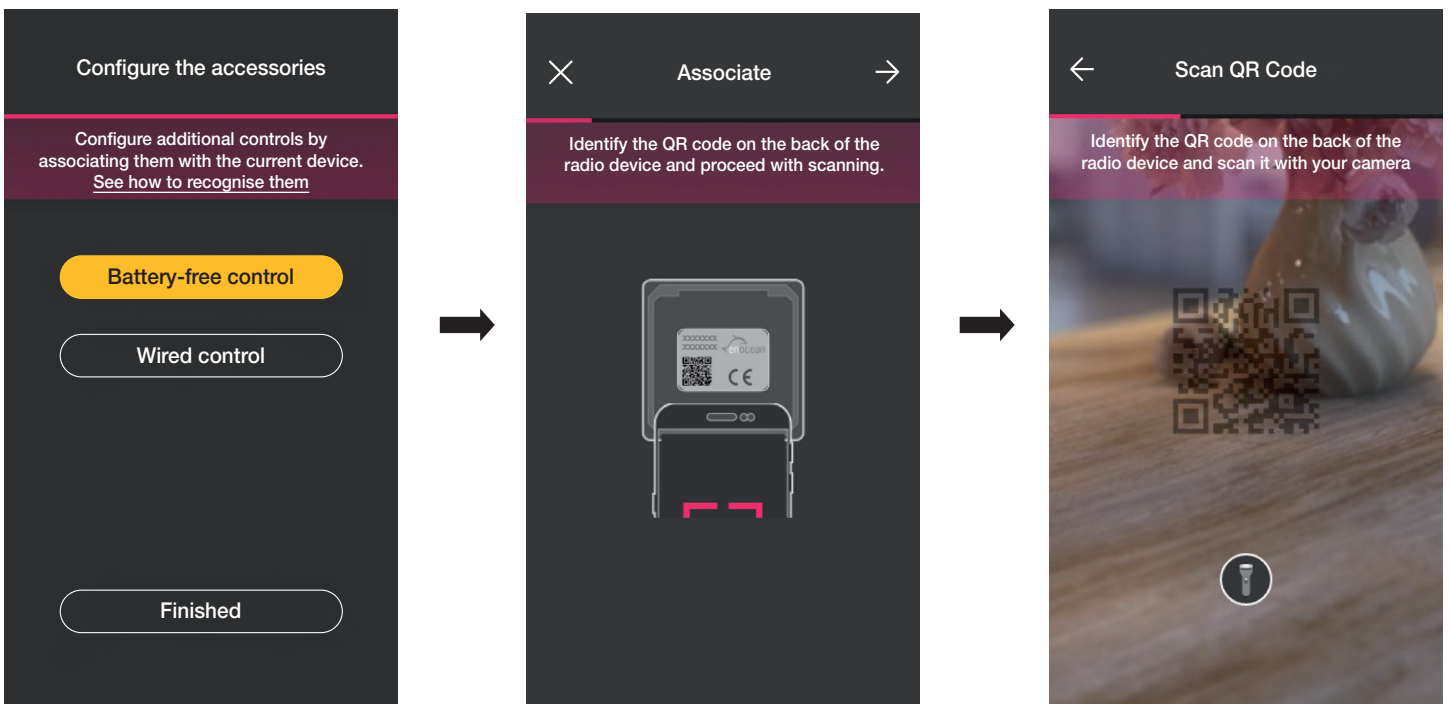 Configure the accessories
Configure additional controls by
associating them with the current device.
See how to recognise them
Battery-free control
Wired control
Finished
Associate
Identify the QR code on the back of the
radio device and proceed with scanning.
XXXXXXX
XXXXXXX
enocean
CE
Scan QR Code
Identify the QR code on the back of the
radio device and scan it with your camera